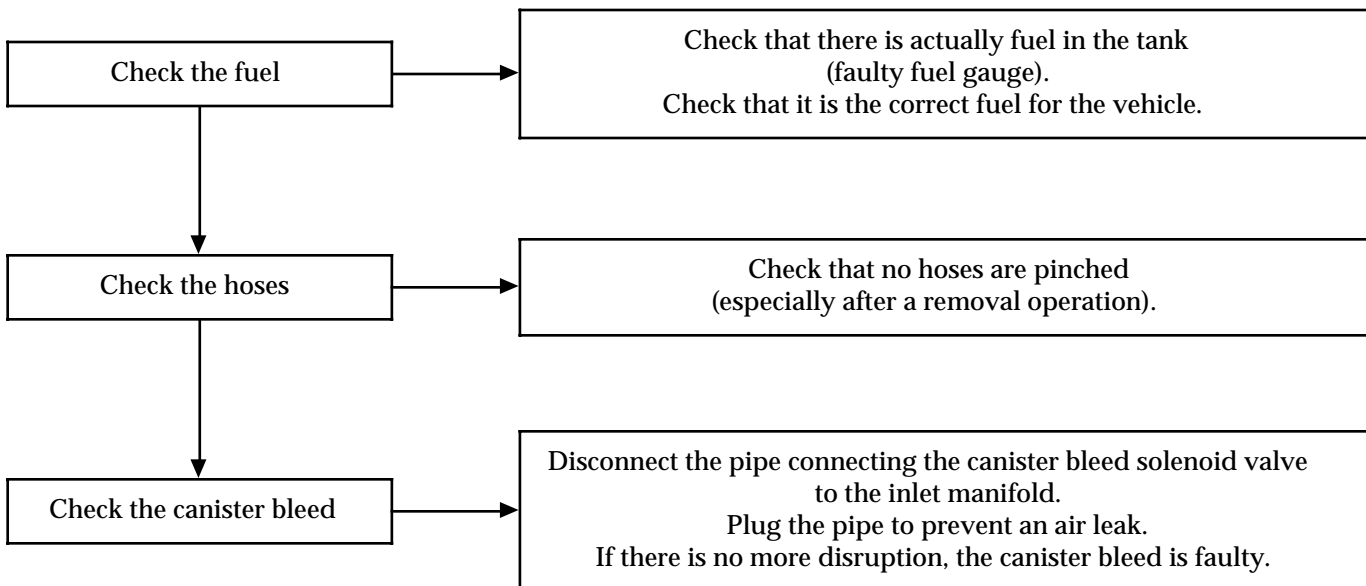 Check the fuel
Check that there is actually fuel in the tank
(faulty fuel gauge).
Check that it is the correct fuel for the vehicle.
Check the hoses
Check that no hoses are pinched
(especially after a removal operation).
Check the canister bleed
Disconnect the pipe connecting the canister bleed solenoid valve
to the inlet manifold.
Plug the pipe to prevent an air leak.
If there is no more disruption, the canister bleed is faulty.